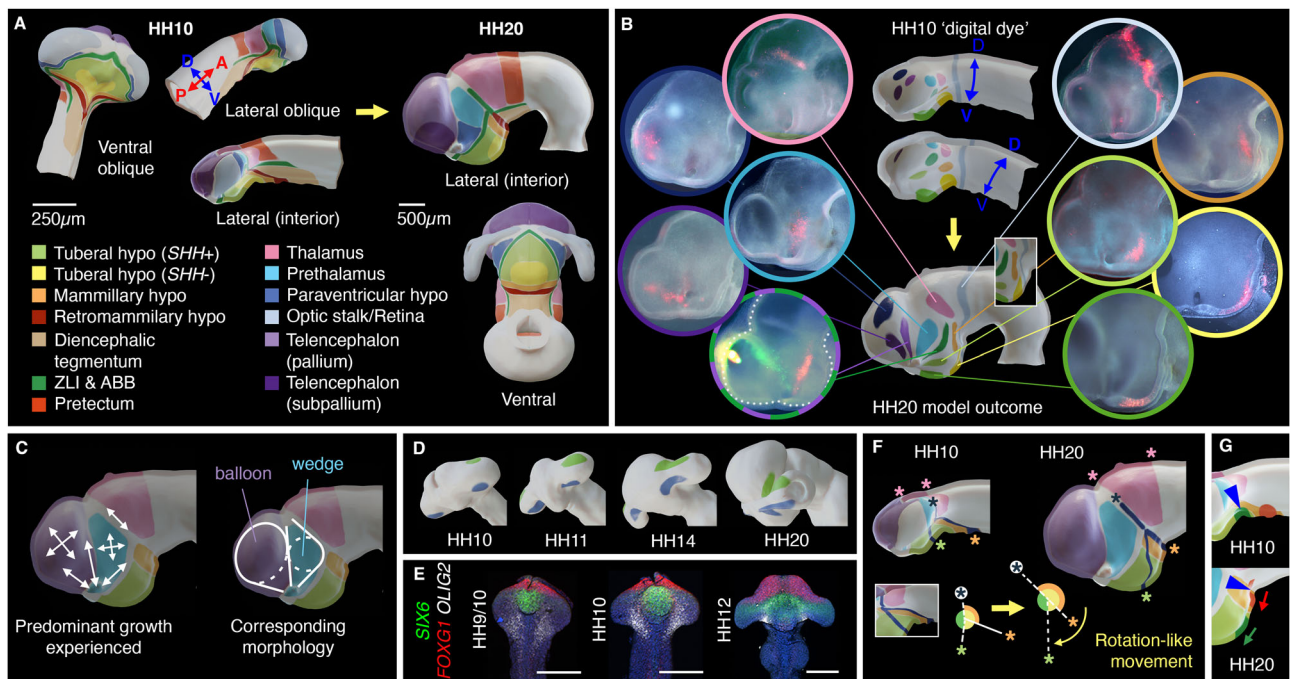 A
HH10
HH20
D
A
P
V
Ventral
oblique
Lateral oblique
Lateral (interior)
Lateral (interior)
250µm
500µm
Tuberal hypo (SHH+)
Tuberal hypo (SHH-)
Mammillary hypo
Retromammilary hypo
Diencephalic
tegmentum
ZLI & ABB
Pretectum
Thalamus
Prethalamus
Paraventricular hypo
Optic stalk/Retina
Telencephalon
(pallium)
Telencephalon
(subpallium)
Ventral
B
HH10 ‘digital dye’
D
V
D
V
HH20 model outcome
C
balloon
wedge
Predominant growth
experienced
Corresponding
morphology
D
HH10
HH11
HH14
HH20
E
SIX6
FOXG1 OLIG2
HH9/10
HH10
HH12
F
HH10
HH20
* * * * * *
* * * * * *
* * *
* * *
Rotation-like
movement
G
HH10
HH20